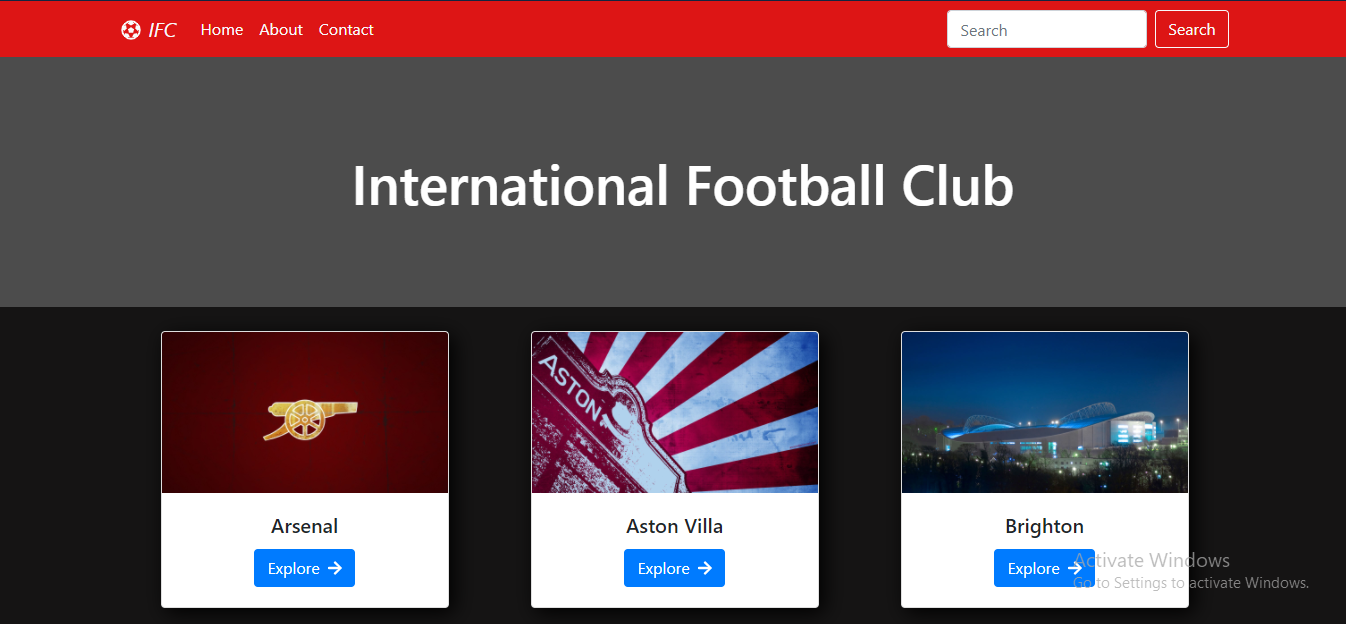 IFC Home About Contact Search Search
International Football Club
ASTON
Arsenal Aston Villa Brighton
Explore Explore Explore
Activate Windows
Go to Settings to activate Windows.